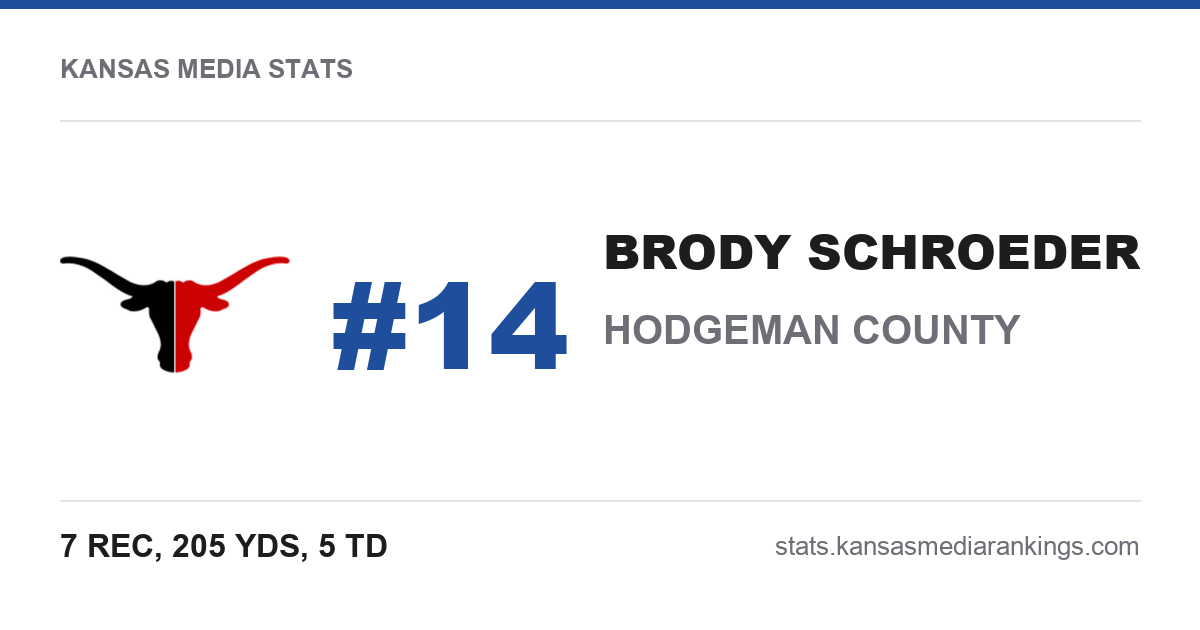 KANSAS MEDIA STATS
#14
BRODY SCHROEDER
HODGEMAN COUNTY
7 REC, 205 YDS, 5 TD
stats.kansasmediarankings.com